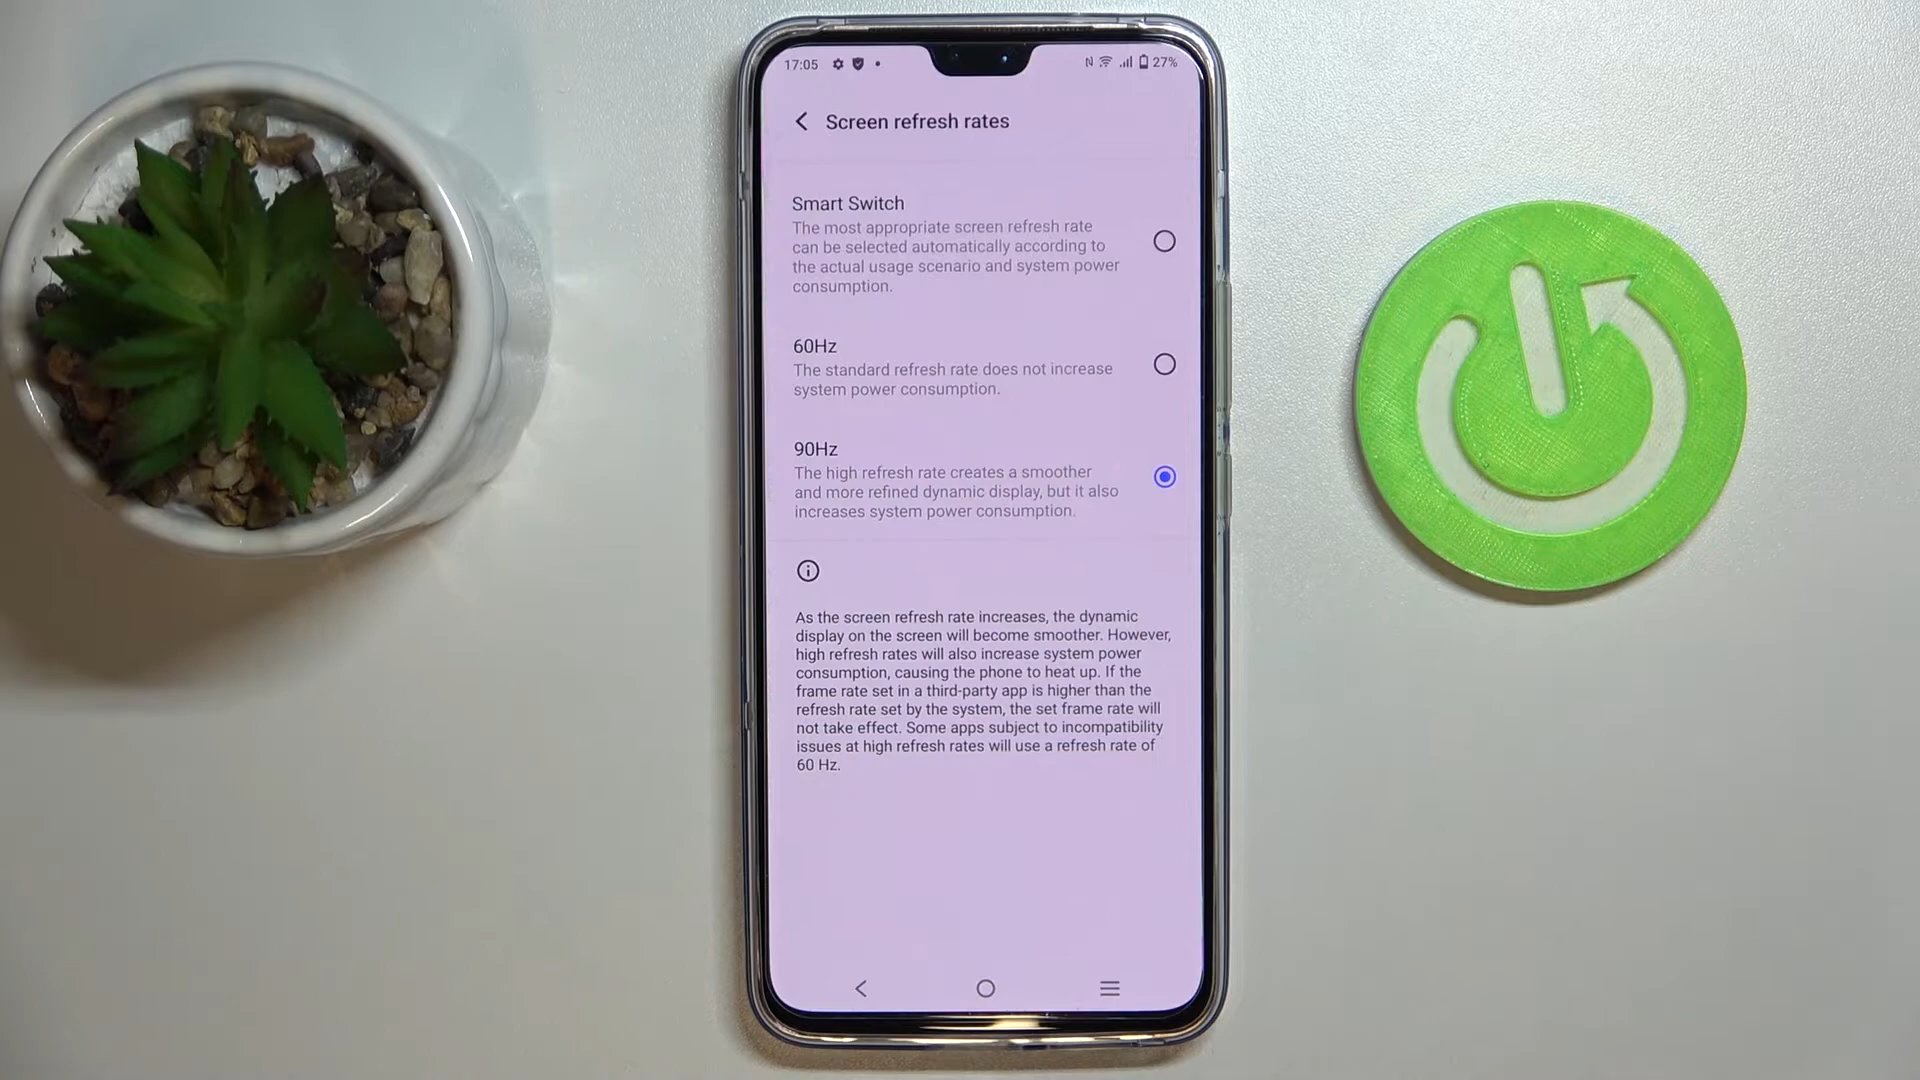 17:05 N 27%
Screen refresh rates
Smart Switch
The most appropriate screen refresh rate
can be selected automatically according to
the actual usage scenario and system power
consumption.
60Hz
The standard refresh rate does not increase
system power consumption.
90Hz
The high refresh rate creates a smoother
and more refined dynamic display, but it also
increases system power consumption.
As the screen refresh rate increases, the dynamic
display on the screen will become smoother. However,
high refresh rates will also increase system power
consumption, causing the phone to heat up. If the
frame rate set in a third-party app is higher than the
refresh rate set by the system, the set frame rate will
not take effect. Some apps subject to incompatibility
issues at high refresh rates will use a refresh rate of
60 Hz.